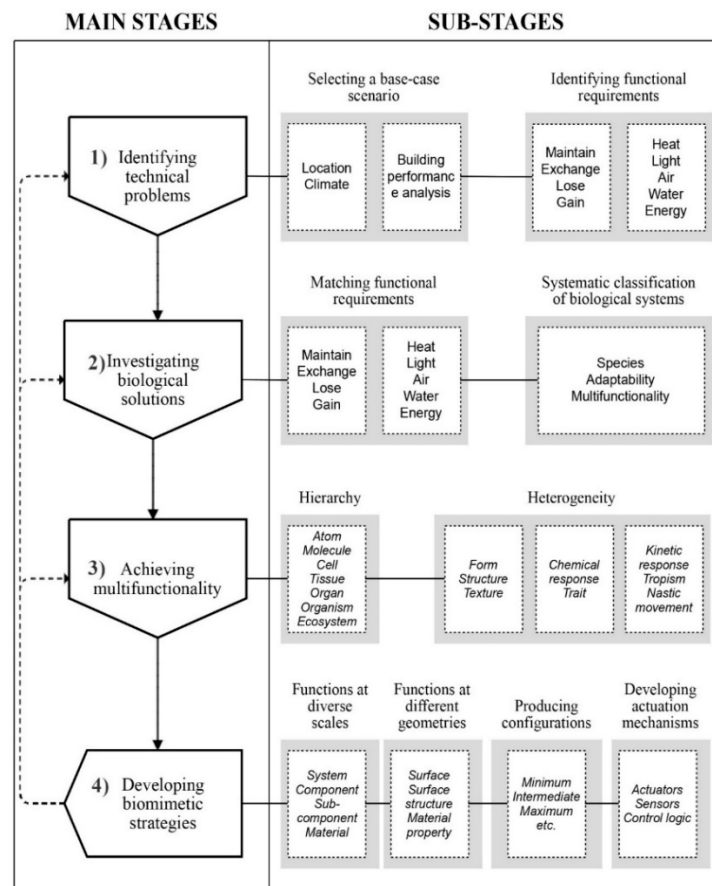 MAIN STAGES
SUB-STAGES
Selecting a base-case
scenario
Identifying functional
requirements
1) Identifying
technical
problems
Location
Climate
Building
performanc
e analysis
Maintain
Exchange
Lose
Gain
Heat
Light
Air
Water
Energy
Matching functional
requirements
Systematic classification
of biological systems
2) Investigating
biological
solutions
Maintain
Exchange
Lose
Gain
Heat
Light
Air
Water
Energy
Species
Adaptability
Multifunctionality
Hierarchy
Heterogeneity
3) Achieving
multifunctionality
Atom
Molecule
Cell
Tissue
Organ
Organism
Ecosystem
Form
Structure
Texture
Chemical
response
Trait
Kinetic
response
Tropism
Nastic
movement
Functions at
diverse
scales
Functions at
different
geometries
Producing
configurations
Developing
actuation
mechanisms
4) Developing
biomimetic
strategies
System
Component
Sub-
component
Material
Surface
Surface
structure
Material
property
Minimum
Intermediate
Maximum
etc.
Actuators
Sensors
Control logic